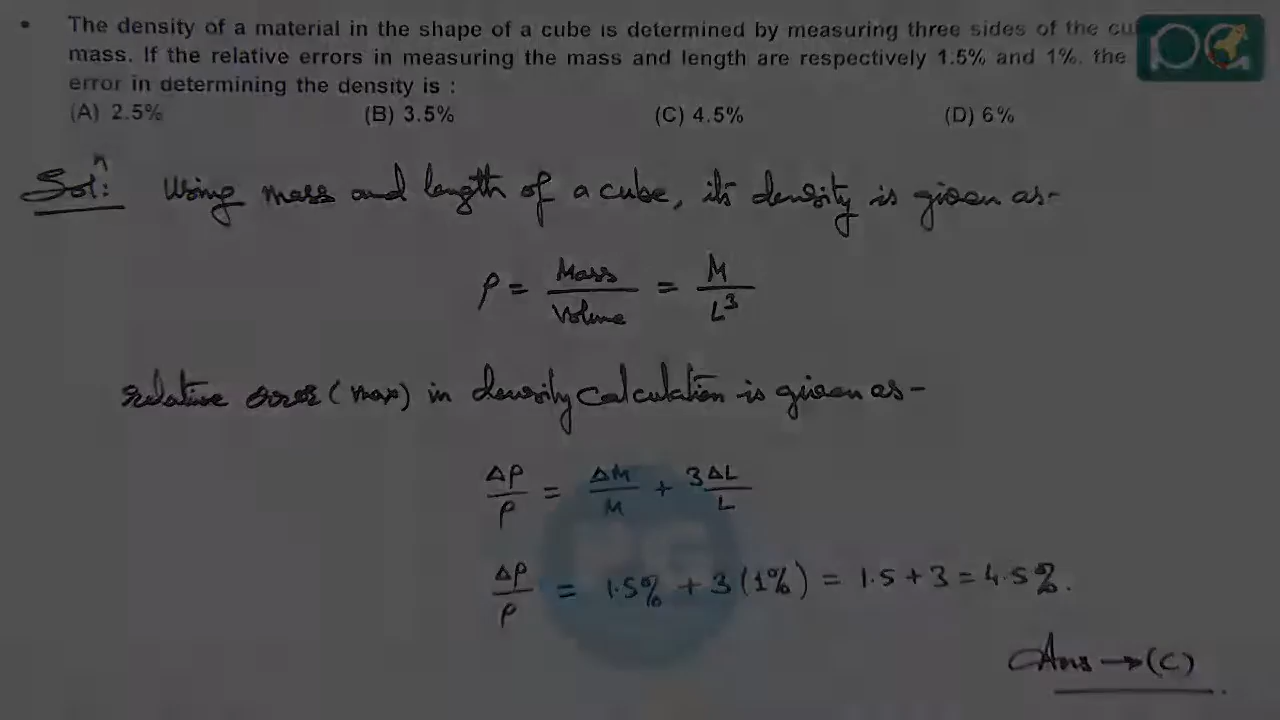 • The density of a material in the shape of a cube is determined by measuring three sides of the cu
mass. If the relative errors in measuring the mass and length are respectively 1.5% and 1%, the
error in determining the density is :
(A) 2.5% (B) 3.5% (C) 4.5% (D) 6%
Solⁿ: Using mass and length of a cube, its density is given as-
ρ = Mass / Volume = M / L³
relative error (max) in density calculation is given as-
Δρ/ρ = ΔM/M + 3ΔL/L
Δρ/ρ = 1.5% + 3(1%) = 1.5 + 3 = 4.5%.
Ans → (C)
PG